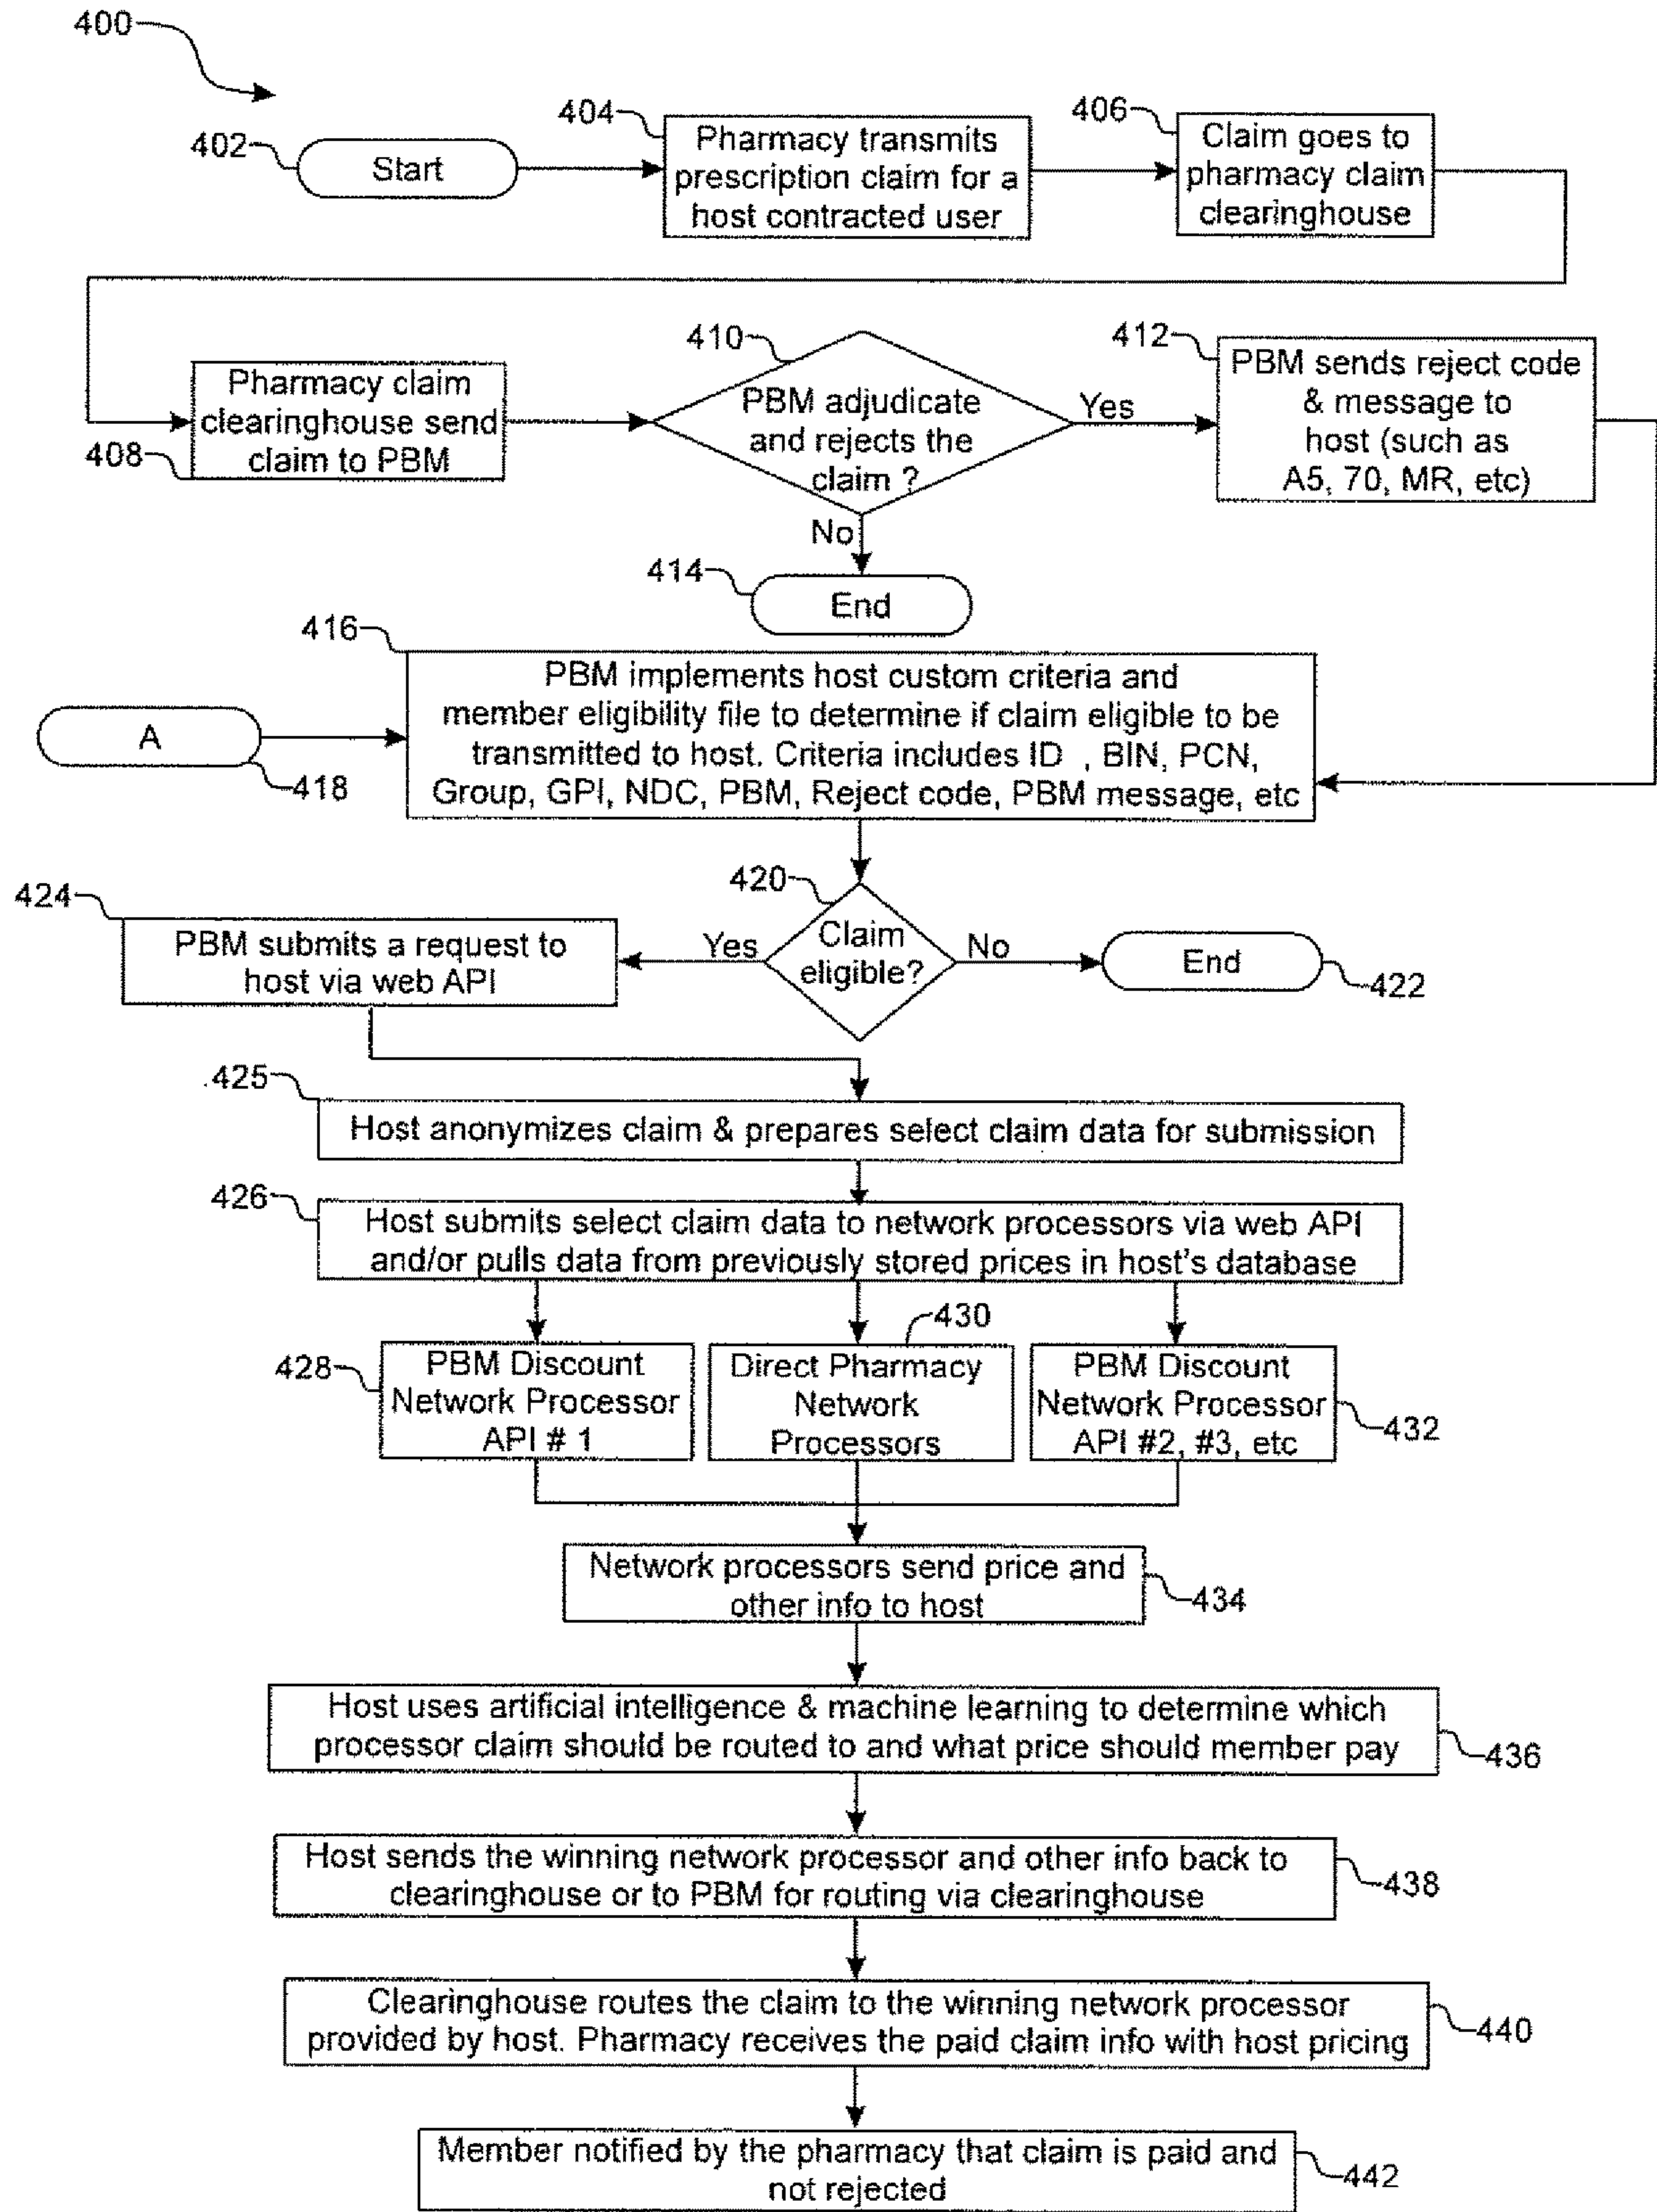 400
402
Start
404
Pharmacy transmits
prescription claim for a
host contracted user
406
Claim goes to
pharmacy claim
clearinghouse
408
Pharmacy claim
clearinghouse send
claim to PBM
410
PBM adjudicate
and rejects the
claim ?
Yes
No
412
PBM sends reject code
& message to
host (such as
A5, 70, MR, etc)
414
End
416
PBM implements host custom criteria and
member eligibility file to determine if claim eligible to be
transmitted to host. Criteria includes ID , BIN, PCN,
Group, GPI, NDC, PBM, Reject code, PBM message, etc
A
418
420
Claim
eligible?
Yes
No
End
422
424
PBM submits a request to
host via web API
425
Host anonymizes claim & prepares select claim data for submission
426
Host submits select claim data to network processors via web API
and/or pulls data from previously stored prices in host's database
428
PBM Discount
Network Processor
API # 1
430
Direct Pharmacy
Network
Processors
PBM Discount
Network Processor
API #2, #3, etc
432
Network processors send price and
other info to host
434
Host uses artificial intelligence & machine learning to determine which
processor claim should be routed to and what price should member pay
436
Host sends the winning network processor and other info back to
clearinghouse or to PBM for routing via clearinghouse
438
Clearinghouse routes the claim to the winning network processor
provided by host. Pharmacy receives the paid claim info with host pricing
440
Member notified by the pharmacy that claim is paid and
not rejected
442